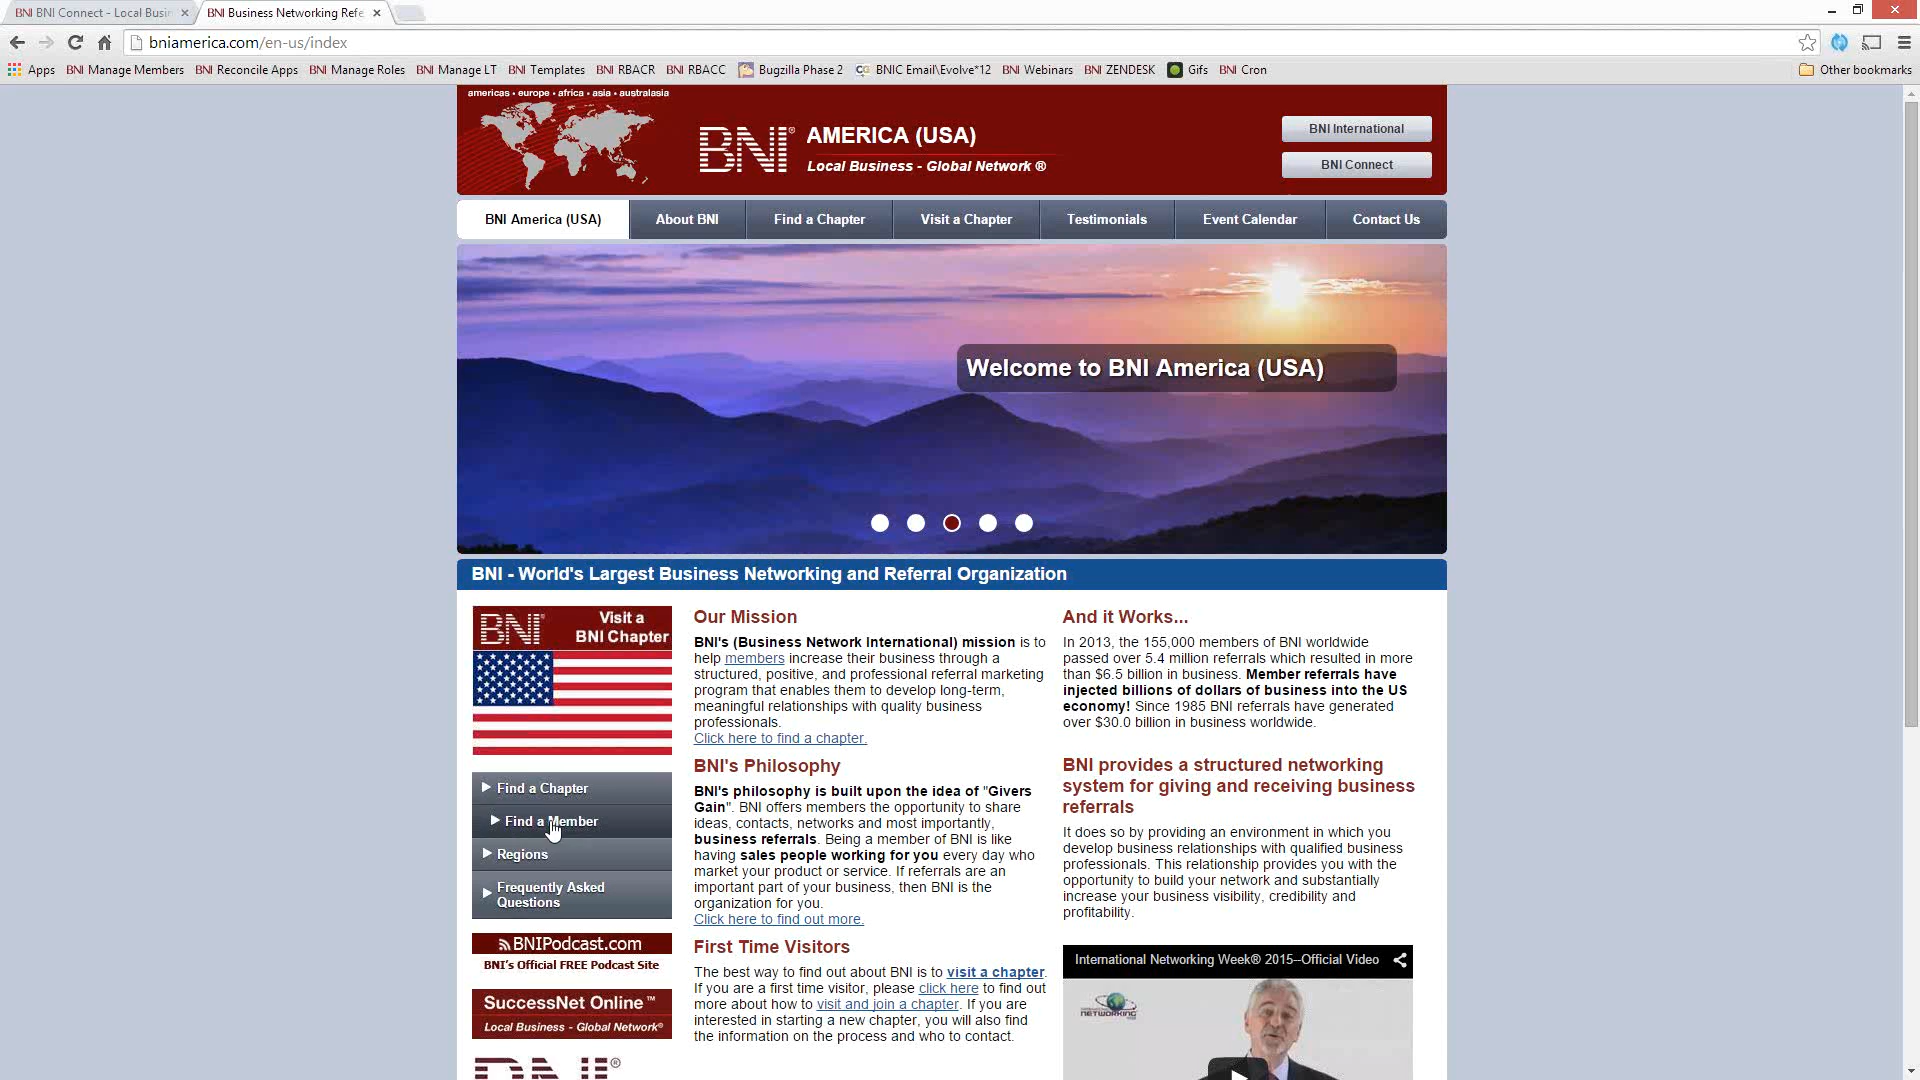 BNI BNI Connect - Local Busin
BNI Business Networking Refe
bniamerica.com/en-us/index
Apps
BNI Manage Members
BNI Reconcile Apps
BNI Manage Roles
BNI Manage LT
BNI Templates
BNI RBACR
BNI RBACC
Bugzilla Phase 2
BNIC Email\Evolve*12
BNI Webinars
BNI ZENDESK
Gifs
BNI Cron
Other bookmarks
americas • europe • africa • asia • australasia
BNI® AMERICA (USA)
Local Business - Global Network ®
BNI International
BNI Connect
BNI America (USA)
About BNI
Find a Chapter
Visit a Chapter
Testimonials
Event Calendar
Contact Us
Welcome to BNI America (USA)
BNI - World's Largest Business Networking and Referral Organization
BNI® Visit a
BNI Chapter
Find a Chapter
Find a Member
Regions
Frequently Asked
Questions
BNIPodcast.com
BNI's Official FREE Podcast Site
SuccessNet Online™
Local Business - Global Network®
BNI®
Our Mission
BNI's (Business Network International) mission is to
help members increase their business through a
structured, positive, and professional referral marketing
program that enables them to develop long-term,
meaningful relationships with quality business
professionals.
Click here to find a chapter.
BNI's Philosophy
BNI's philosophy is built upon the idea of "Givers
Gain". BNI offers members the opportunity to share
ideas, contacts, networks and most importantly,
business referrals. Being a member of BNI is like
having sales people working for you every day who
market your product or service. If referrals are an
important part of your business, then BNI is the
organization for you.
Click here to find out more.
First Time Visitors
The best way to find out about BNI is to visit a chapter.
If you are a first time visitor, please click here to find out
more about how to visit and join a chapter. If you are
interested in starting a new chapter, you will also find
the information on the process and who to contact.
And it Works...
In 2013, the 155,000 members of BNI worldwide
passed over 5.4 million referrals which resulted in more
than $6.5 billion in business. Member referrals have
injected billions of dollars of business into the US
economy! Since 1985 BNI referrals have generated
over $30.0 billion in business worldwide.
BNI provides a structured networking
system for giving and receiving business
referrals
It does so by providing an environment in which you
develop business relationships with qualified business
professionals. This relationship provides you with the
opportunity to build your network and substantially
increase your business visibility, credibility and
profitability.
International Networking Week® 2015--Official Video
NETWORKING